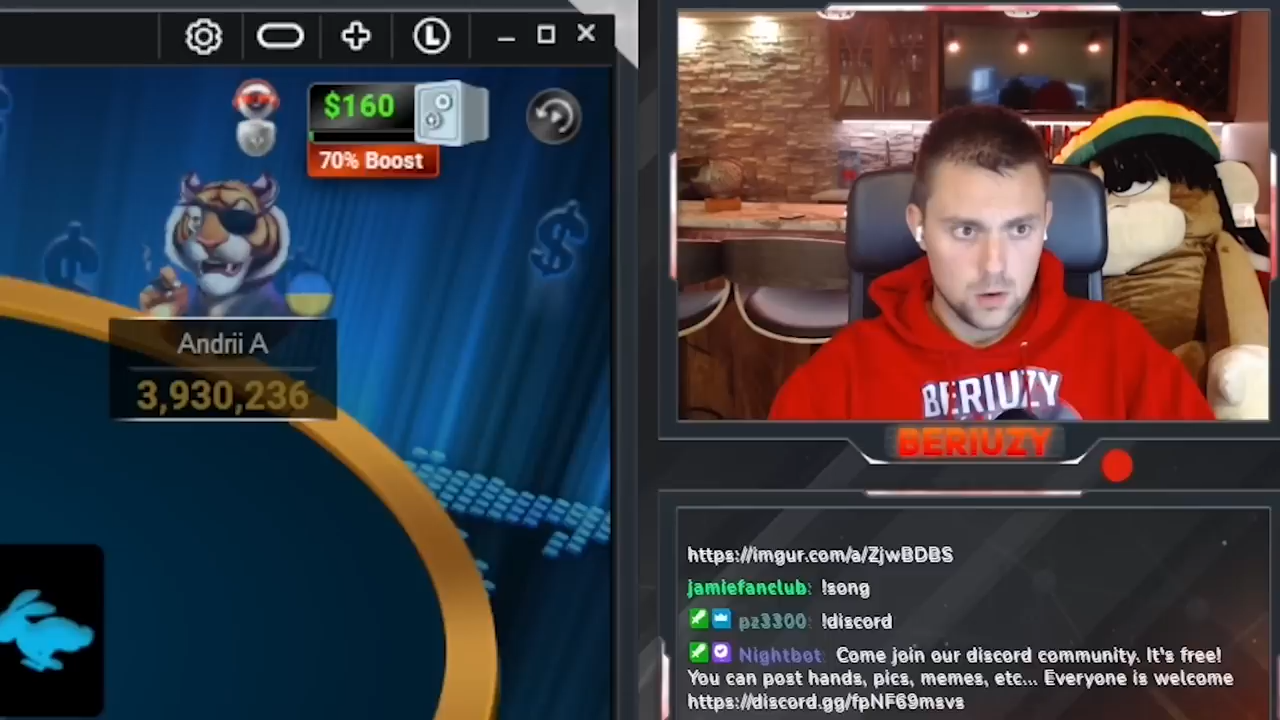 $160
70% Boost
Andrii A
3,930,236
BERIUZY
BERIUZY
https://imgur.com/a/ZjwBDBS
jamiefanclub: !song
pz3300: !discord
Nightbot: Come join our discord community. It's free!
You can post hands, pics, memes, etc... Everyone is welcome
https://discord.gg/fpNF69msvs